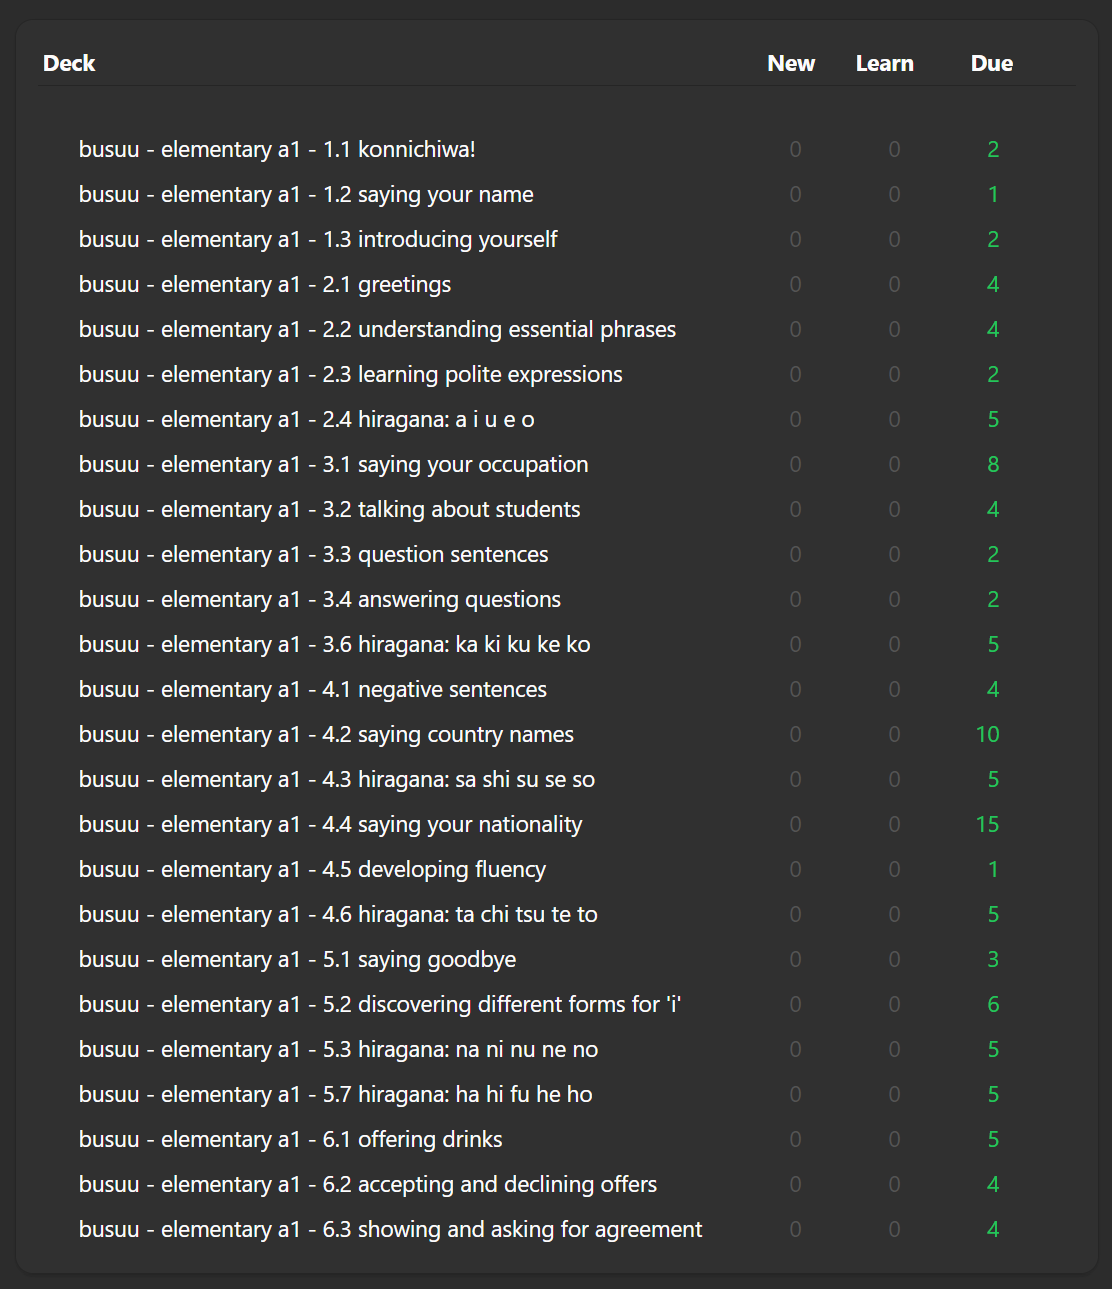 Deck New Learn Due
busuu - elementary a1 - 1.1 konnichiwa! 0 0 2
busuu - elementary a1 - 1.2 saying your name 0 0 1
busuu - elementary a1 - 1.3 introducing yourself 0 0 2
busuu - elementary a1 - 2.1 greetings 0 0 4
busuu - elementary a1 - 2.2 understanding essential phrases 0 0 4
busuu - elementary a1 - 2.3 learning polite expressions 0 0 2
busuu - elementary a1 - 2.4 hiragana: a i u e o 0 0 5
busuu - elementary a1 - 3.1 saying your occupation 0 0 8
busuu - elementary a1 - 3.2 talking about students 0 0 4
busuu - elementary a1 - 3.3 question sentences 0 0 2
busuu - elementary a1 - 3.4 answering questions 0 0 2
busuu - elementary a1 - 3.6 hiragana: ka ki ku ke ko 0 0 5
busuu - elementary a1 - 4.1 negative sentences 0 0 4
busuu - elementary a1 - 4.2 saying country names 0 0 10
busuu - elementary a1 - 4.3 hiragana: sa shi su se so 0 0 5
busuu - elementary a1 - 4.4 saying your nationality 0 0 15
busuu - elementary a1 - 4.5 developing fluency 0 0 1
busuu - elementary a1 - 4.6 hiragana: ta chi tsu te to 0 0 5
busuu - elementary a1 - 5.1 saying goodbye 0 0 3
busuu - elementary a1 - 5.2 discovering different forms for 'i' 0 0 6
busuu - elementary a1 - 5.3 hiragana: na ni nu ne no 0 0 5
busuu - elementary a1 - 5.7 hiragana: ha hi fu he ho 0 0 5
busuu - elementary a1 - 6.1 offering drinks 0 0 5
busuu - elementary a1 - 6.2 accepting and declining offers 0 0 4
busuu - elementary a1 - 6.3 showing and asking for agreement 0 0 4